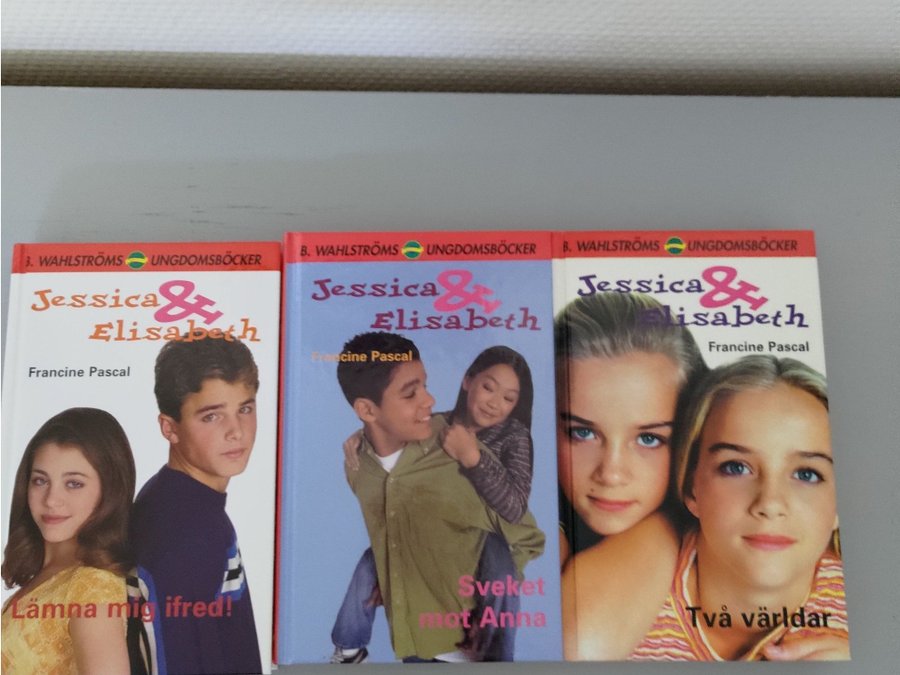 B. WAHLSTRÖMS UNGDOMSBÖCKER
Jessica &
Elisabeth
Francine Pascal
Lämna mig ifred!
B. WAHLSTRÖMS UNGDOMSBÖCKER
Jessica &
Elisabeth
Francine Pascal
Sveket
mot Anna
B. WAHLSTRÖMS UNGDOMSBÖCKER
Jessica &
Elisabeth
Francine Pascal
Två världar